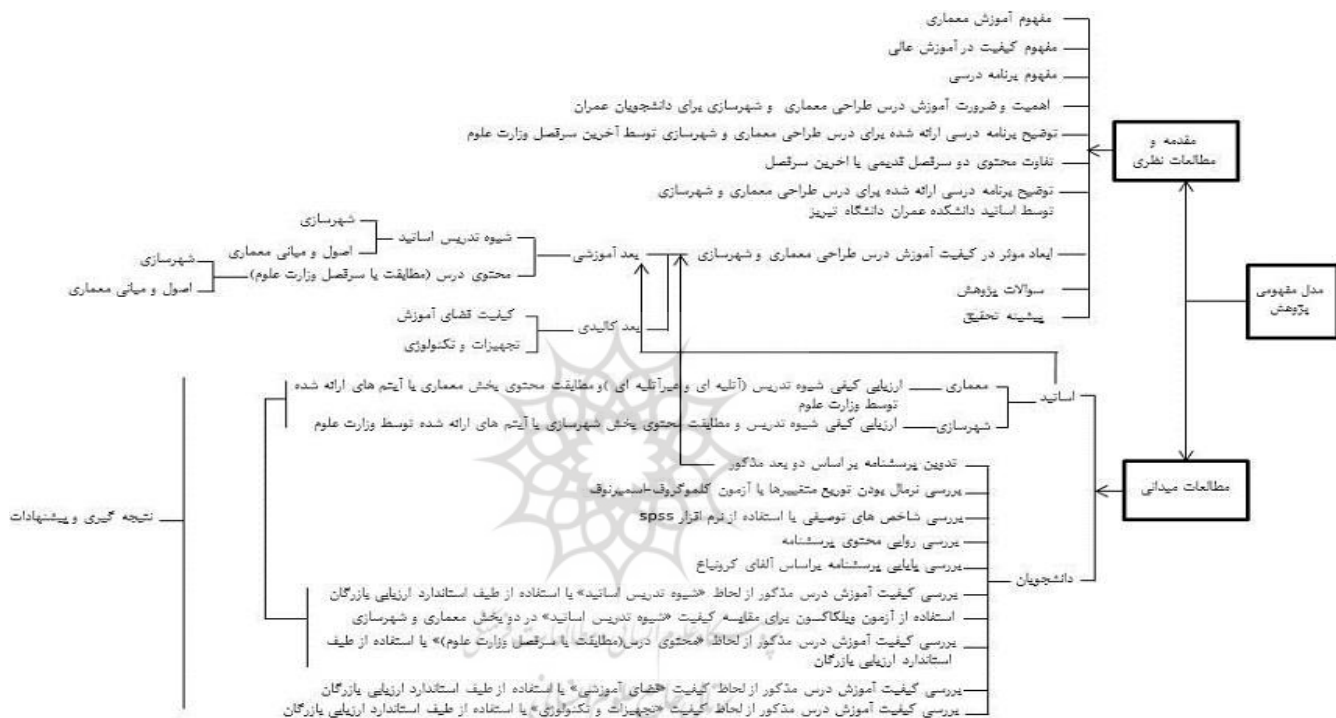 مدل مفهومی
پژوهش
مقدمه و
مطالعات نظری
مفهوم آموزش معماری
مفهوم کیفیت در آموزش عالی
مفهوم برنامه درسی
اهمیت و ضرورت آموزش درس طراحی معماری و شهرسازی برای دانشجویان عمران
توضیح برنامه درسی ارائه شده برای درس طراحی معماری و شهرسازی توسط آخرین سرفصل وزارت علوم
تفاوت محتوی دو سرفصل قدیمی با اخرین سرفصل
توضیح برنامه درسی ارائه شده برای درس طراحی معماری و شهرسازی
توسط اساتید دانشکده عمران دانشگاه تبریز
ابعاد موثر در کیفیت آموزش درس طراحی معماری و شهرسازی
بعد آموزشی
شیوه تدریس اساتید
شهرسازی
اصول و مبانی معماری
محتوی درس (مطابقت با سرفصل وزارت علوم)
شهرسازی
اصول و مبانی معماری
بعد کالبدی
کیفیت فضای آموزش
تجهیزات و تکنولوژی
سوالات پژوهش
پیشینه تحقیق
مطالعات میدانی
اساتید
معماری
ارزیابی کیفی شیوه تدریس (آتلیه ای و غیرآتلیه ای )و مطابقت محتوی بخش معماری با آیتم های ارائه شده
توسط وزارت علوم
شهرسازی
ارزیابی کیفی شیوه تدریس و مطابقت محتوی بخش شهرسازی با آیتم های ارائه شده توسط وزارت علوم
دانشجویان
تدوین پرسشنامه بر اساس دو بعد مذکور
بررسی نرمال بودن توزیع متغییرها با آزمون کلموگروف-اسمیرنوف
بررسی شاخص های توصیفی با استفاده از نرم افزار spss
بررسی روایی محتوی پرسشنامه
بررسی پایایی پرسشنامه براساس آلفای کرونباخ
بررسی کیفیت آموزش درس مذکور از لحاظ «شیوه تدریس اساتید» با استفاده از طیف استاندارد ارزیابی بازرگان
استفاده از آزمون ویلکاکسون برای مقایسه کیفیت «شیوه تدریس اساتید» در دو بخش معماری و شهرسازی
بررسی کیفیت آموزش درس مذکور از لحاظ «محتوی درس(مطابقت با سرفصل وزارت علوم)» با استفاده از طیف
استاندارد ارزیابی بازرگان
بررسی کیفیت آموزش درس مذکور از لحاظ کیفیت «فضای آموزشی» با استفاده از طیف استاندارد ارزیابی بازرگان
بررسی کیفیت آموزش درس مذکور از لحاظ کیفیت «تجهیزات و تکنولوژی» با استفاده از طیف استاندارد ارزیابی بازرگان
نتیجه گیری و پیشنهادات